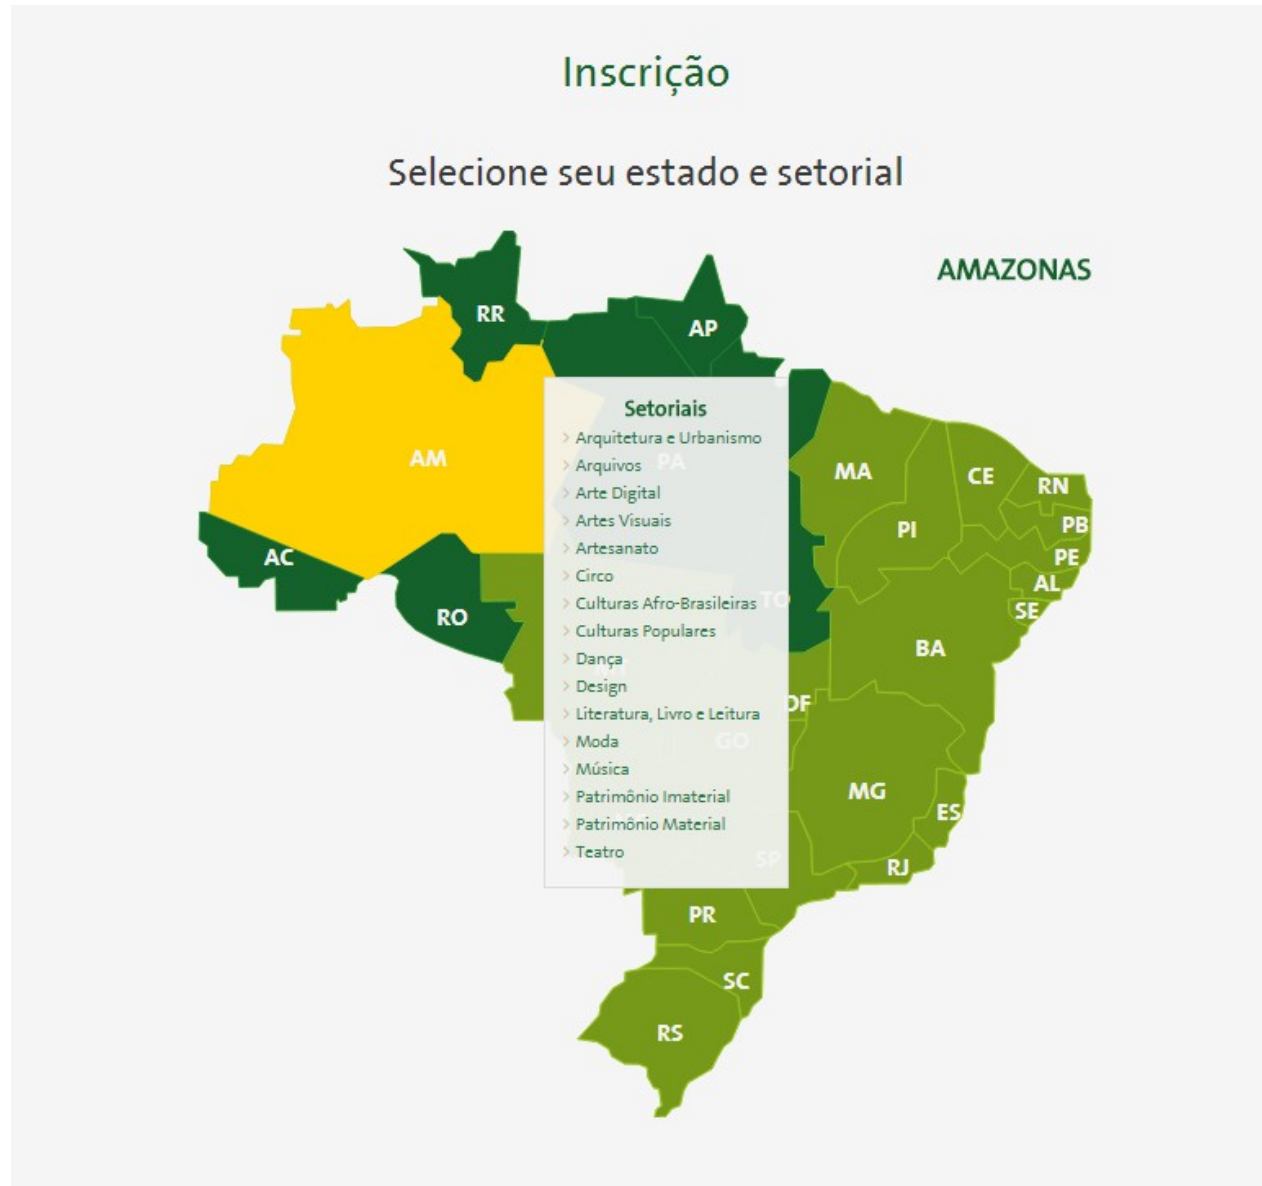 Inscrição
Selecione seu estado e setorial
AMAZONAS
RR
AP
AM
PA
MA
CE
RN
PI
PB
PE
AL
SE
AC
RO
TO
BA
DF
GO
MG
ES
SP
RJ
PR
SC
RS
Setoriais
Arquitetura e Urbanismo
Arquivos
Arte Digital
Artes Visuais
Artesanato
Circo
Culturas Afro-Brasileiras
Culturas Populares
Dança
Design
Literatura, Livro e Leitura
Moda
Música
Patrimônio Imaterial
Patrimônio Material
Teatro